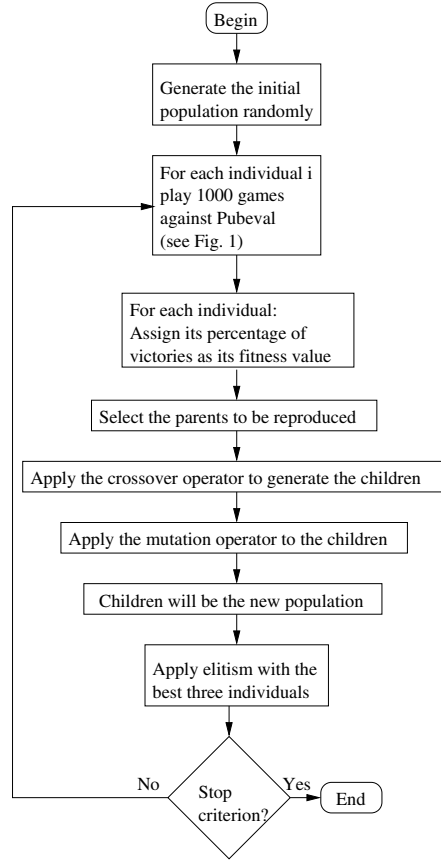 Begin
Generate the initial
population randomly
For each individual i
play 1000 games
against Pubeval
(see Fig. 1)
For each individual:
Assign its percentage of
victories as its fitness value
Select the parents to be reproduced
Apply the crossover operator to generate the children
Apply the mutation operator to the children
Children will be the new population
Apply elitism with the
best three individuals
No
Yes
Stop
criterion?
End